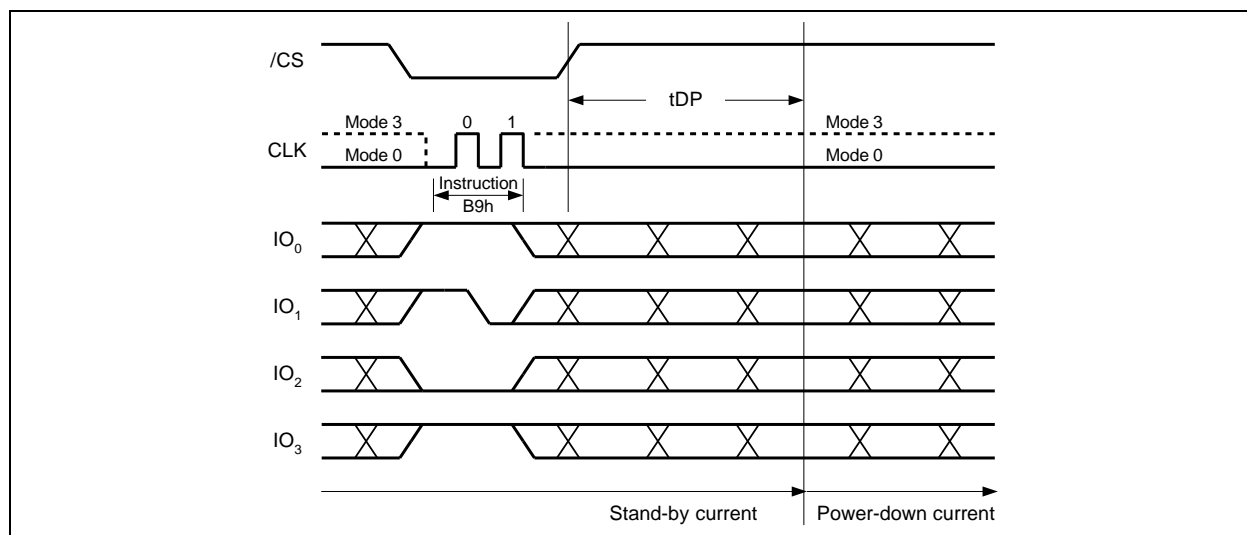 /CS
tDP
Mode 3 0 1 Mode 3
CLK
Mode 0 Mode 0
Instruction
B9h
IO0
IO1
IO2
IO3
Stand-by current Power-down current